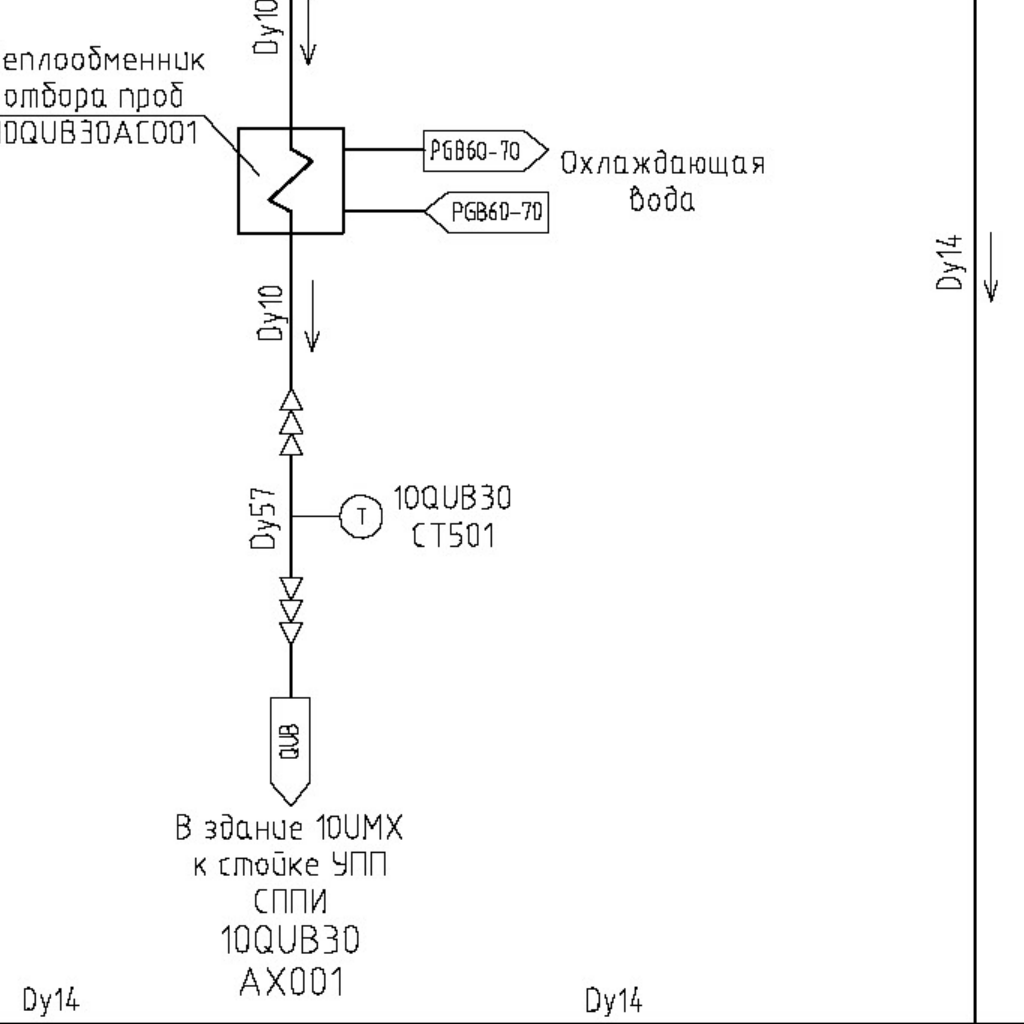 Dy10
еплообменник
отбора проб
10QUB30AC001
PGB60-70
Охлаждающая
вода
PGB60-70
Dy14
Dy10
Dy57
T
10QUB30
CT501
QUB
В здание 10UMX
к стойке УПП
СППИ
10QUB30
AX001
Dy14
Dy14